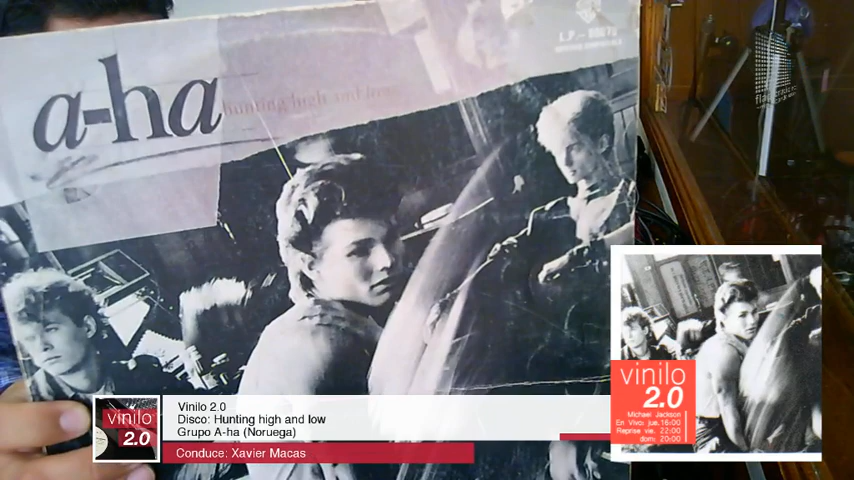 a-ha
hunting high and low
vinilo
2.0
Vinilo 2.0
Disco: Hunting high and low
Grupo A-ha (Noruega)
Conduce: Xavier Macas
vinilo
2.0
Michael Jackson
En Vivo: jue.16:00
Reprise vie. 22:00
dom: 20:00